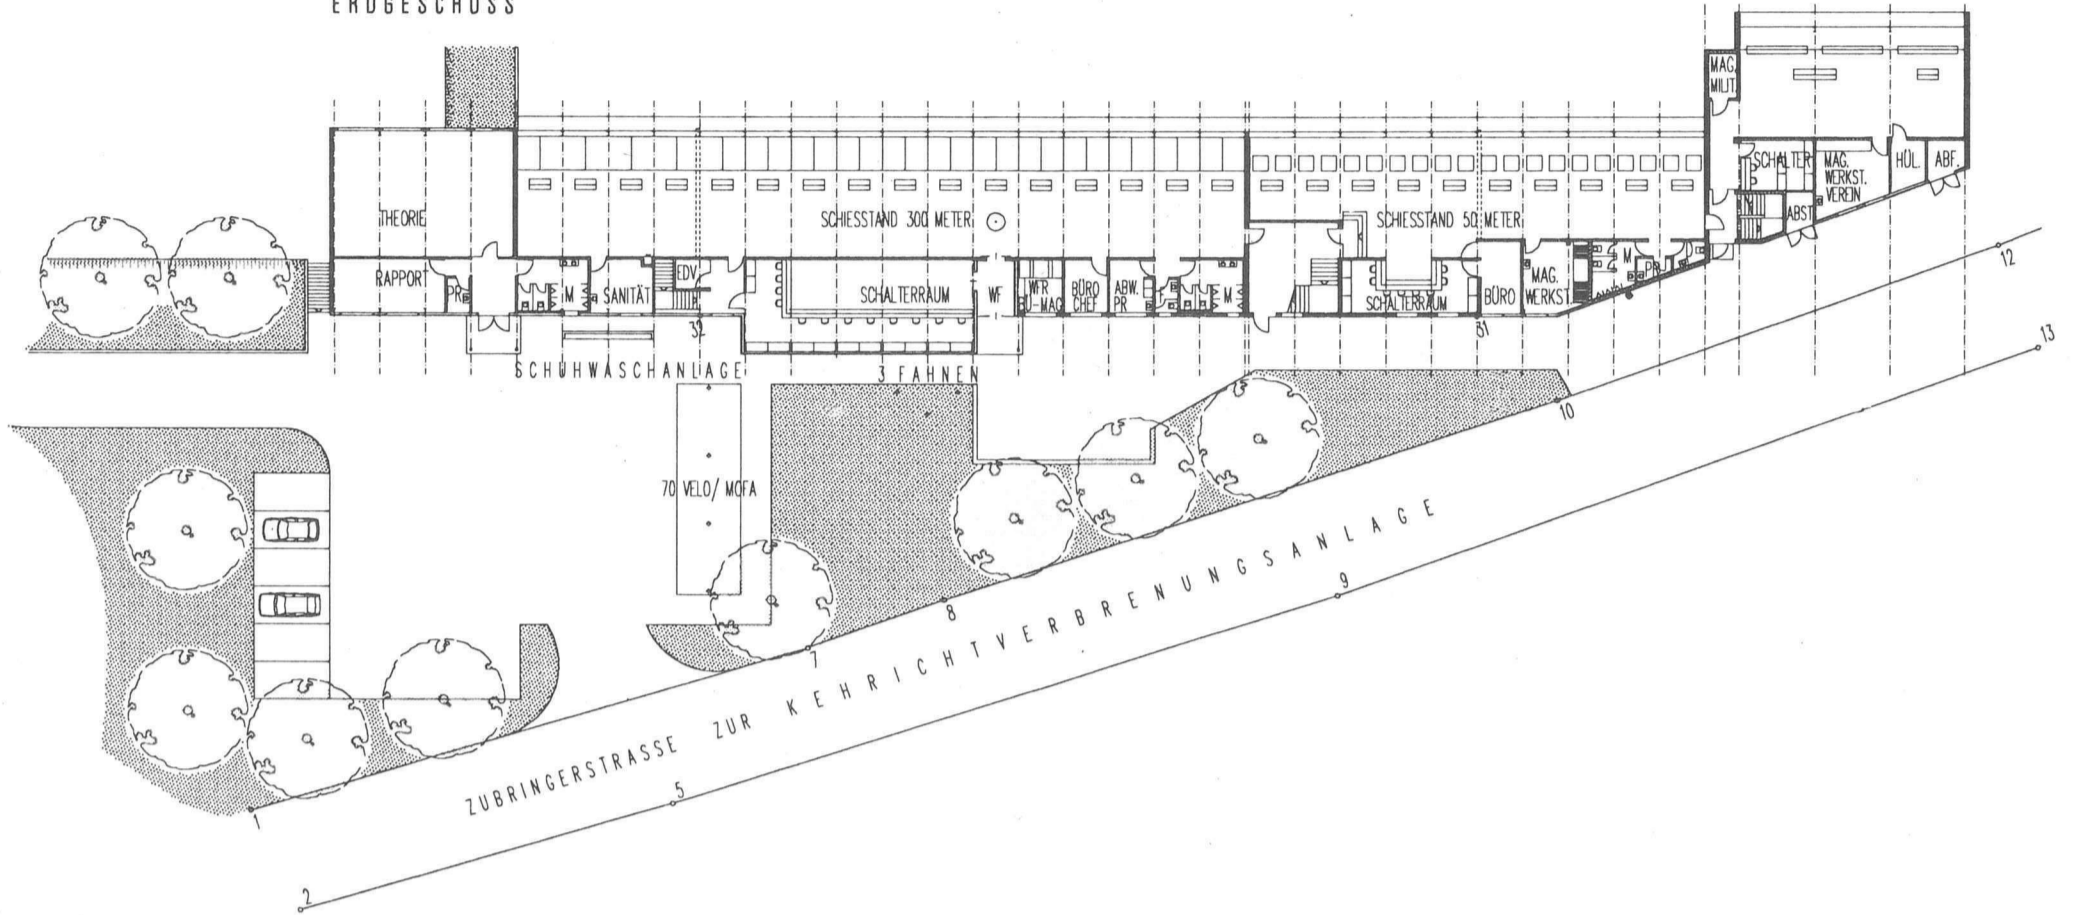 ERDGESCHOSS
MAG.
MILIT.
SCHALTER
MAG.
WERKST.
VEREIN
HÜL.
ABF.
ABST
THEORIE
SCHIESSTAND 300 METER
SCHIESSTAND 50 METER
RAPPORT
PR
M
SANITÄT
EDV
SCHALTERRAUM
WF
WFR
U-MAG
BÜRO
CHEF
ABW.
PR
M
SCHALTERRAUM
BÜRO
MAG.
WERKST.
M
PR
32
31
SCHUHWASCHANLAGE
3 FAHNEN
70 VELO/ MOFA
ZUBRINGERSTRASSE ZUR KEHRICHTVERBRENUNGSANLAGE
12
13
10
9
8
7
5
1
2